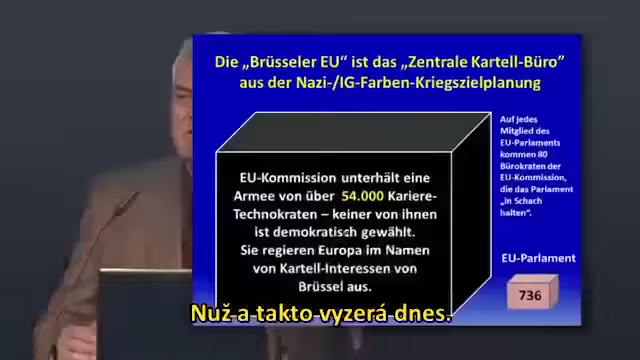 Die „Brüsseler EU“ ist das „Zentrale Kartell-Büro”
aus der Nazi-/IG-Farben-Kriegszielplanung
EU-Kommission unterhält eine
Armee von über 54.000 Kariere-
Technokraten – keiner von ihnen
ist demokratisch gewählt.
Sie regieren Europa im Namen
von Kartell-Interessen von
Brüssel aus.
Auf jedes
Mitglied des
EU-Parlaments
kommen 80
Bürokraten der
EU-Kommission,
die das Parlament
„in Schach
halten“.
EU-Parlament
736
Nuž a takto vyzerá dnes.